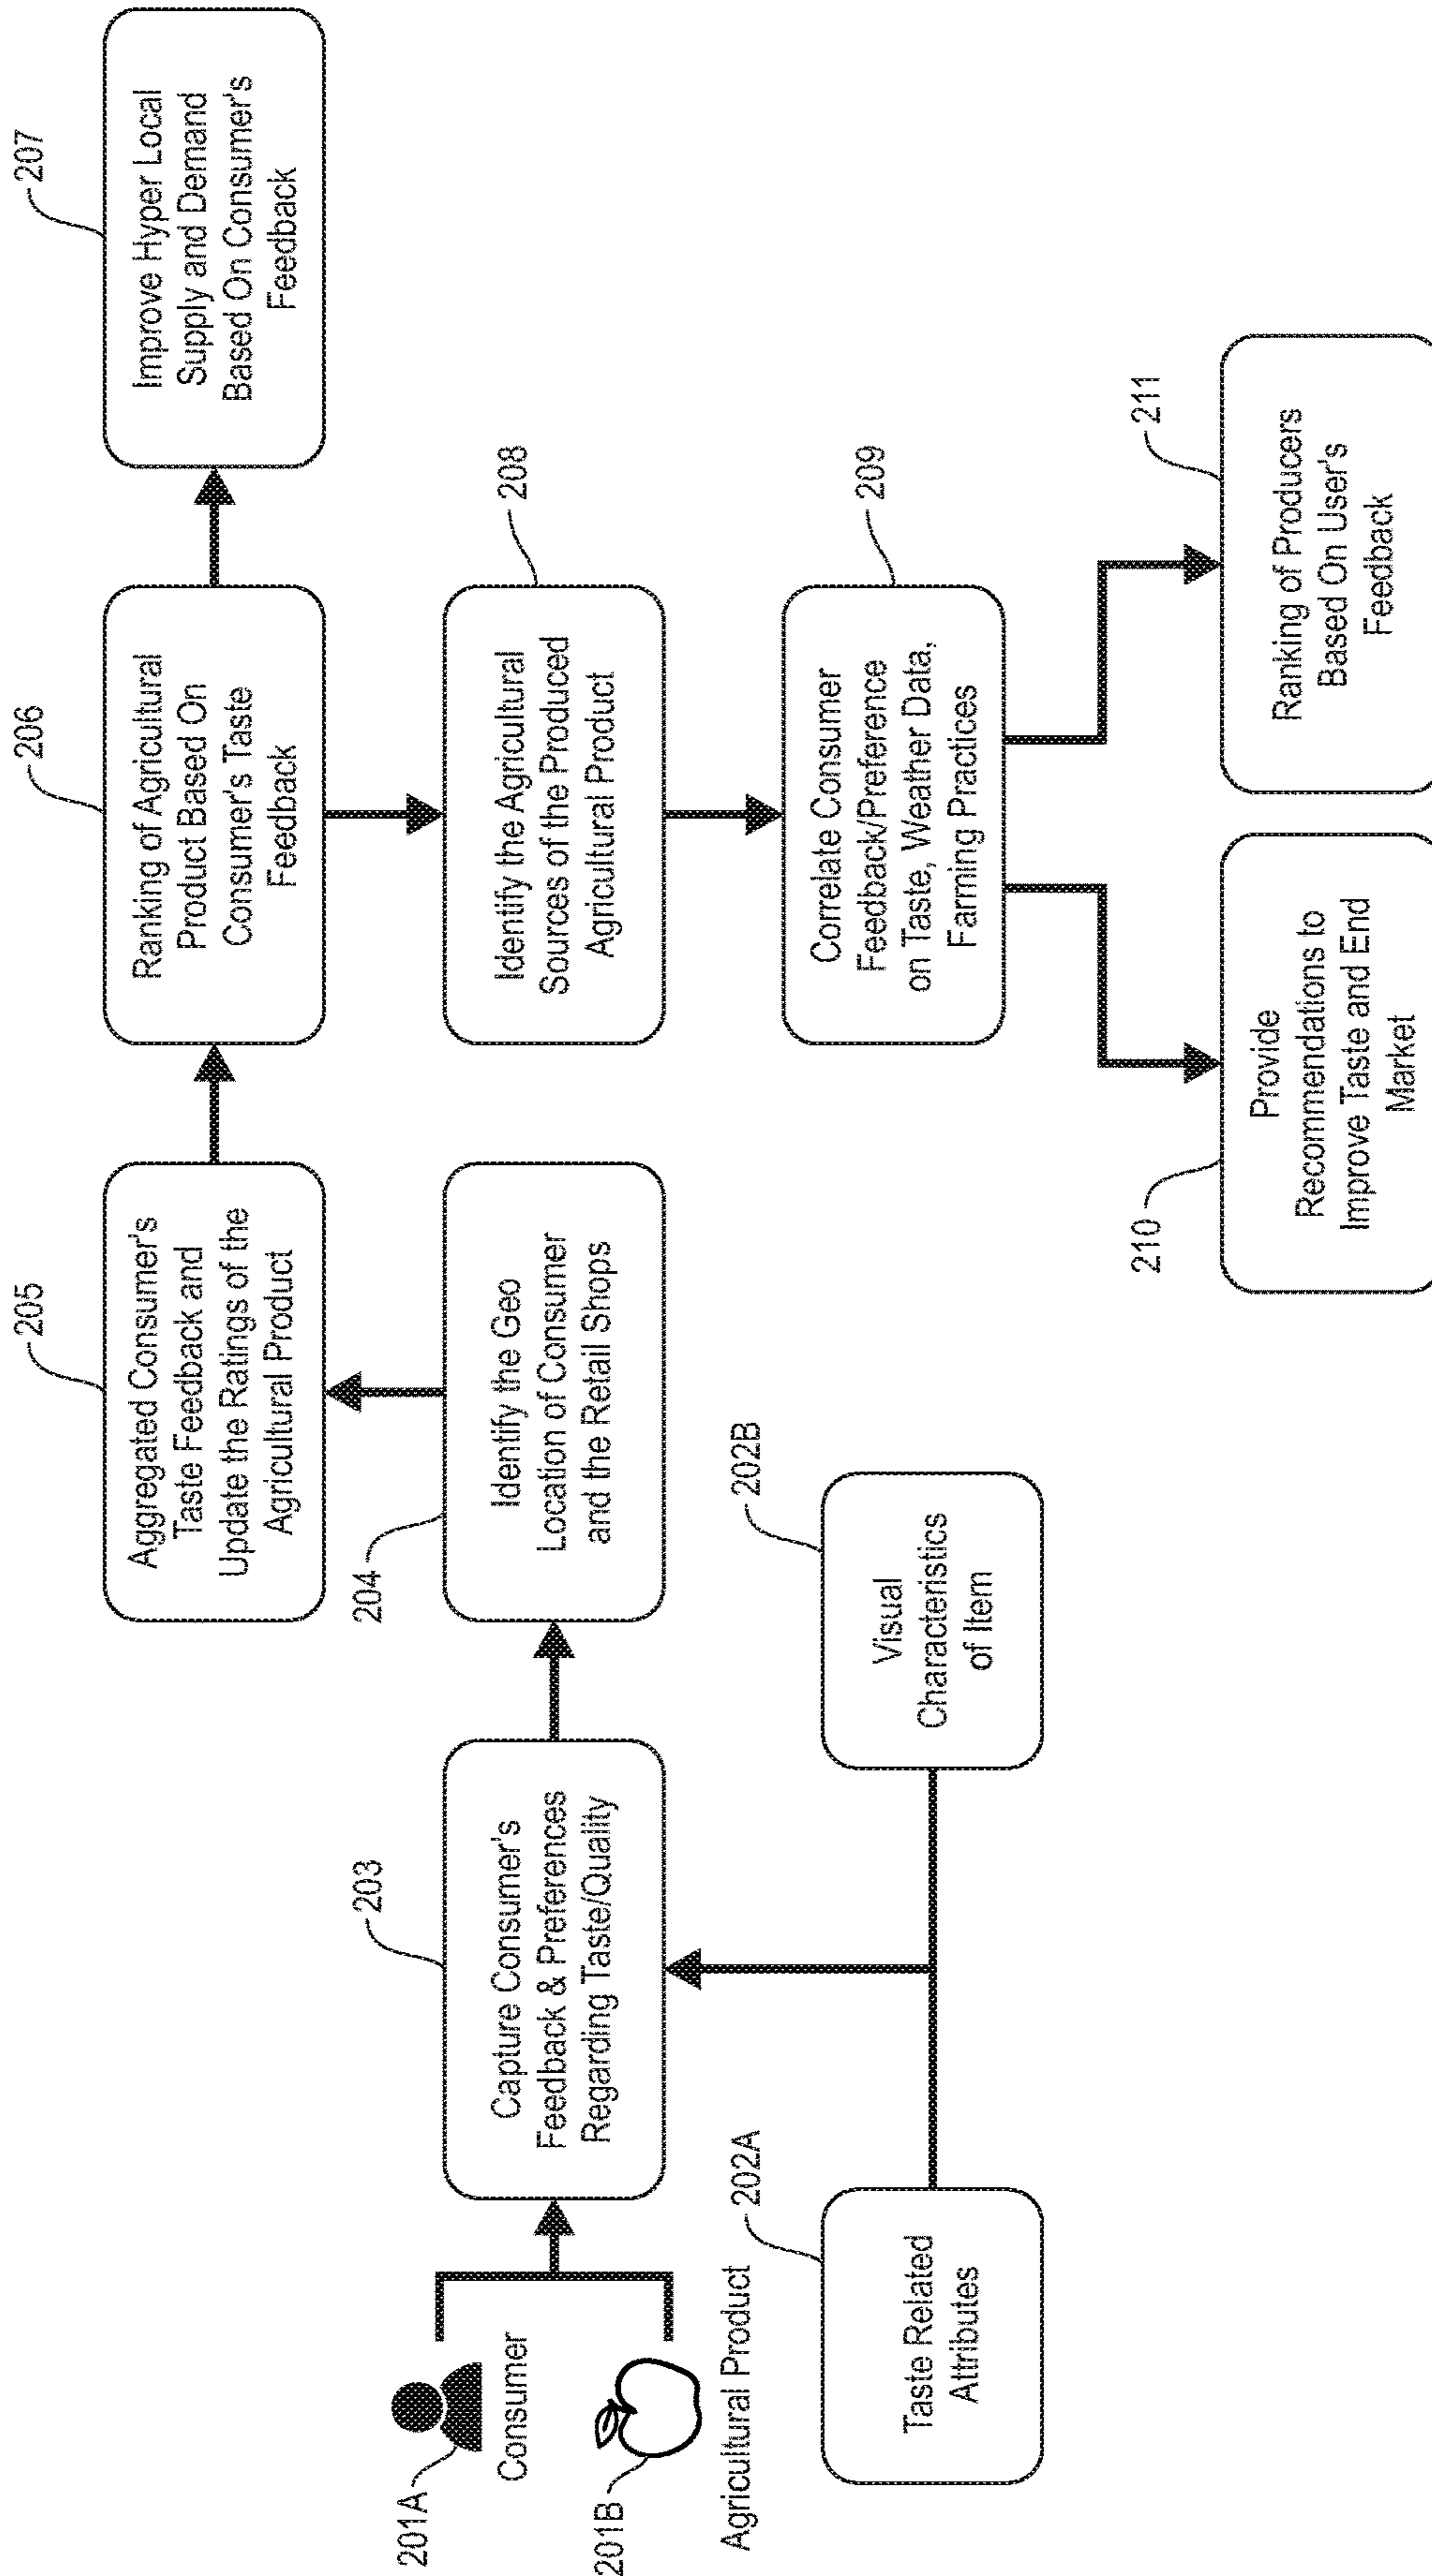 201A
Consumer
201B
Agricultural Product
202A
Taste Related
Attributes
202B
Visual
Characteristics
of Item
203
Capture Consumer's
Feedback & Preferences
Regarding Taste/Quality
204
Identify the Geo
Location of Consumer
and the Retail Shops
205
Aggregated Consumer's
Taste Feedback and
Update the Ratings of the
Agricultural Product
206
Ranking of Agricultural
Product Based On
Consumer's Taste
Feedback
207
Improve Hyper Local
Supply and Demand
Based On Consumer's
Feedback
208
Identify the Agricultural
Sources of the Produced
Agricultural Product
209
Correlate Consumer
Feedback/Preference
on Taste, Weather Data,
Farming Practices
210
Provide
Recommendations to
Improve Taste and End
Market
211
Ranking of Producers
Based On User's
Feedback